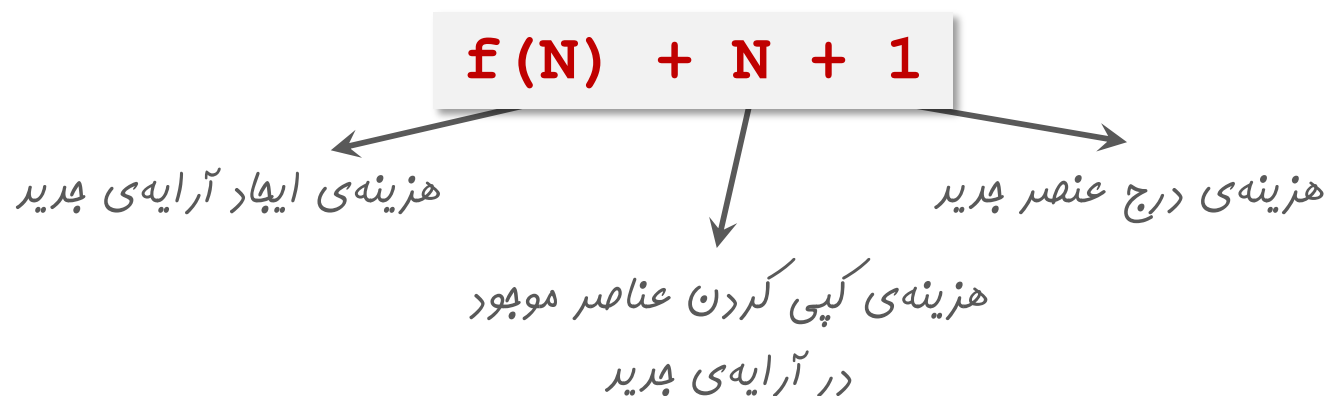 f(N) + N + 1
هزینه‌ی درج عنصر جدید
هزینه‌ی ایجاد آرایه‌ی جدید
هزینه‌ی کپی کردن عناصر موجود
در آرایه‌ی جدید